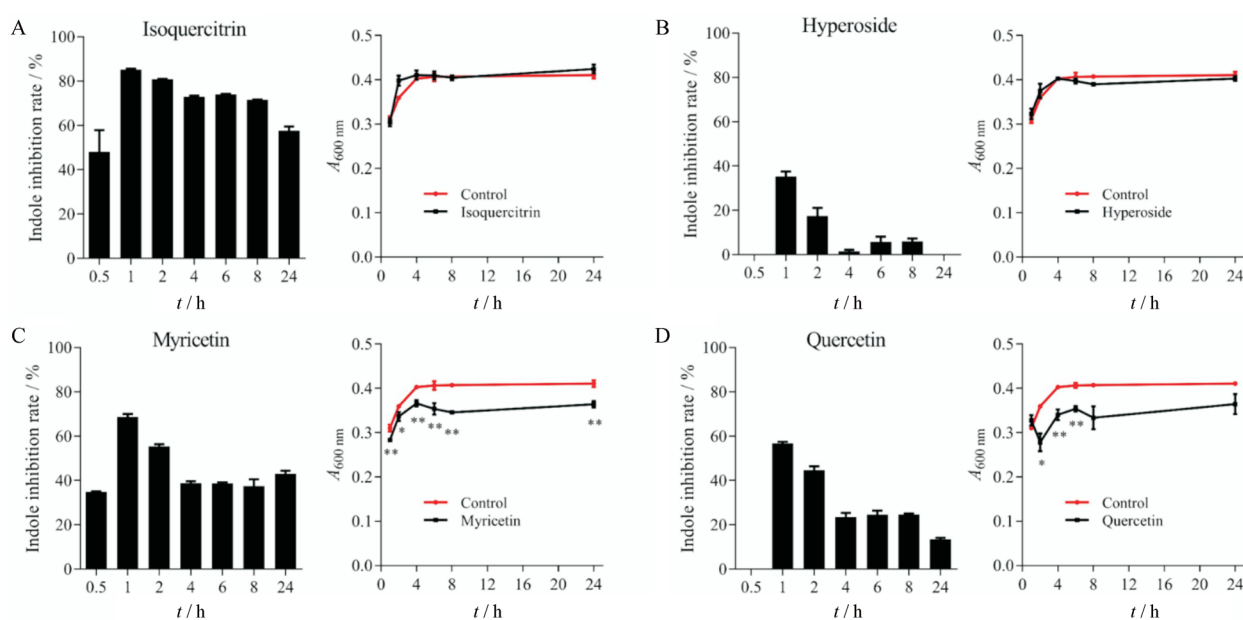 A
Isoquercitrin
Indole inhibition rate / %
100
80
60
40
20
0
0.5 1 2 4 6 8 24
t / h
A600 nm
0.5
0.4
0.3
0.2
0.1
0.0
Control
Isoquercitrin
0 4 8 12 16 20 24
t / h
B
Hyperoside
Indole inhibition rate / %
100
80
60
40
20
0
0.5 1 2 4 6 8 24
t / h
A600 nm
0.5
0.4
0.3
0.2
0.1
0.0
Control
Hyperoside
0 4 8 12 16 20 24
t / h
C
Myricetin
Indole inhibition rate / %
100
80
60
40
20
0
0.5 1 2 4 6 8 24
t / h
A600 nm
0.5
0.4
0.3
0.2
0.1
0.0
** * ** ** ** **
Control
Myricetin
0 4 8 12 16 20 24
t / h
D
Quercetin
Indole inhibition rate / %
100
80
60
40
20
0
0.5 1 2 4 6 8 24
t / h
A600 nm
0.5
0.4
0.3
0.2
0.1
0.0
* ** **
Control
Quercetin
0 4 8 12 16 20 24
t / h